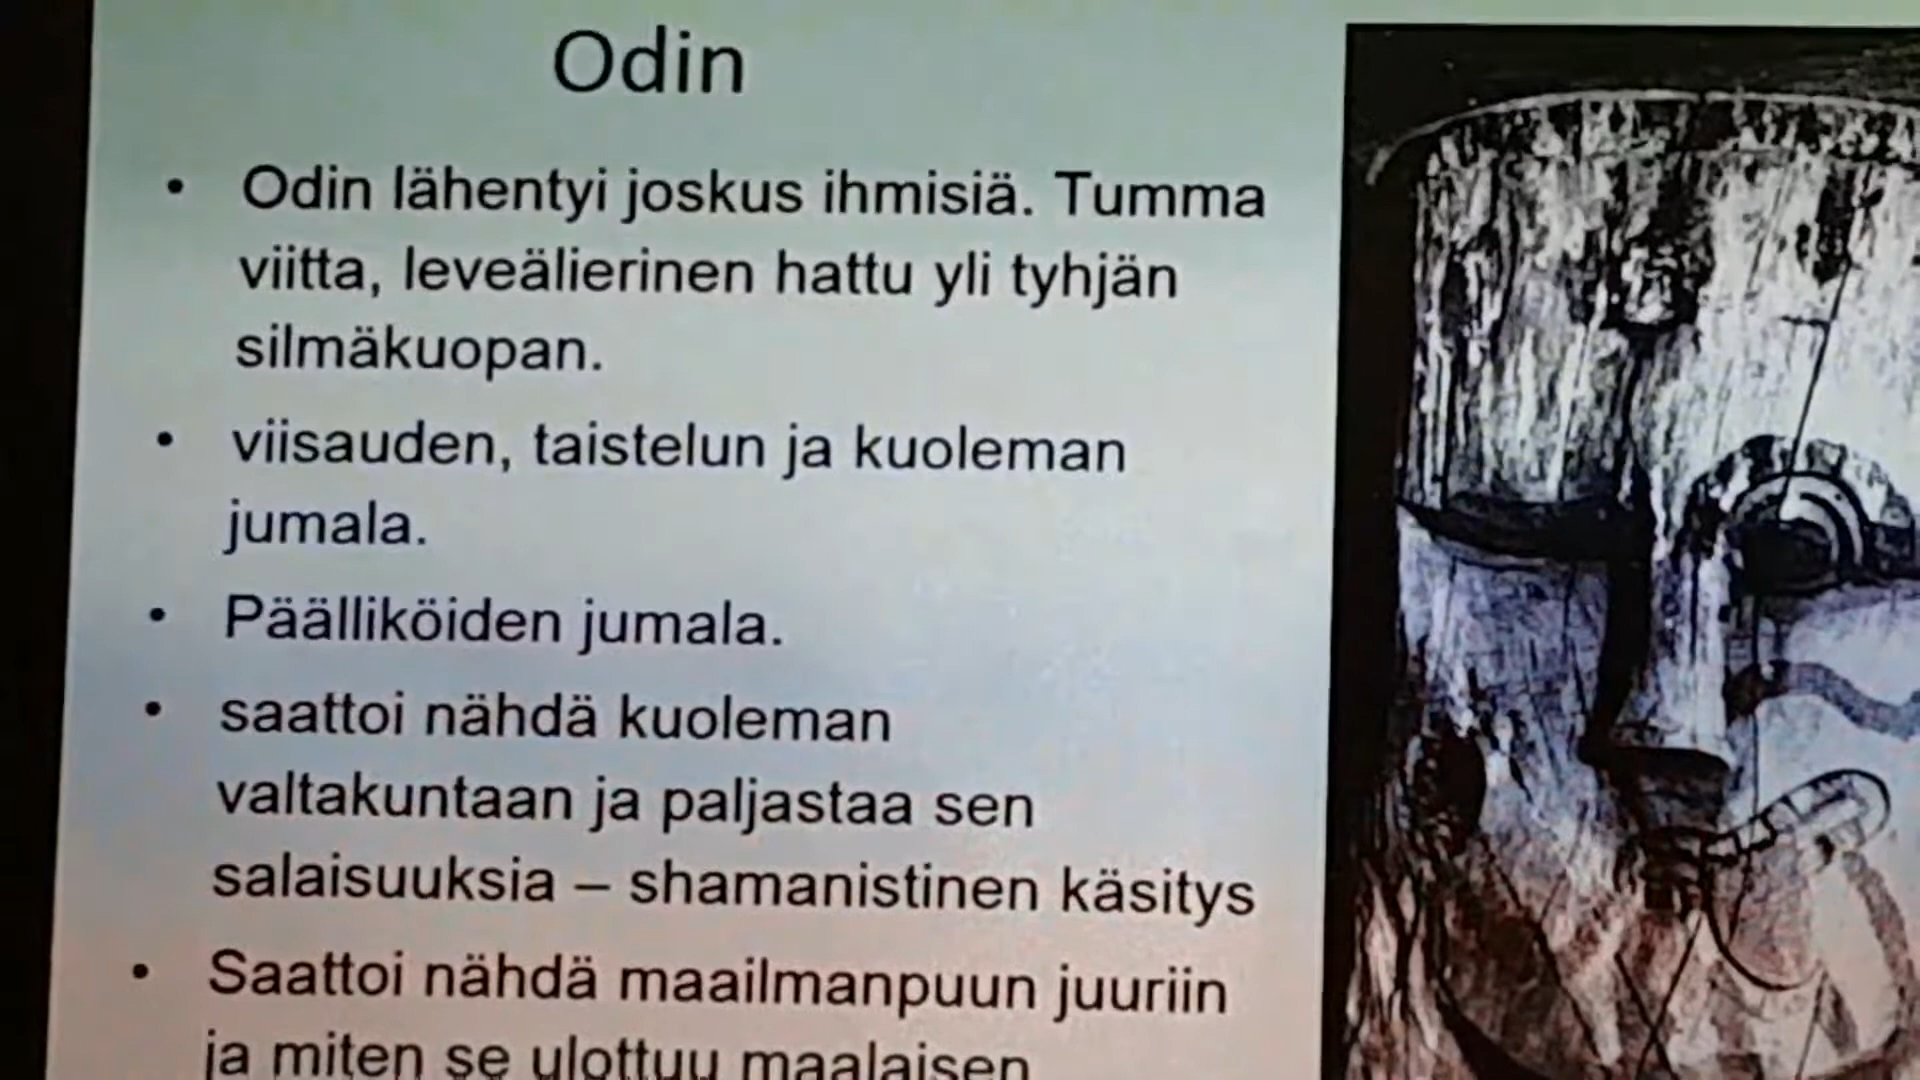 Odin
• Odin lähentyi joskus ihmisiä. Tumma
viitta, leveälierinen hattu yli tyhjän
silmäkuopan.
• viisauden, taistelun ja kuoleman
jumala.
• Päälliköiden jumala.
• saattoi nähdä kuoleman
valtakuntaan ja paljastaa sen
salaisuuksia – shamanistinen käsitys
• Saattoi nähdä maailmanpuun juuriin
ja miten se ulottuu maalaisen